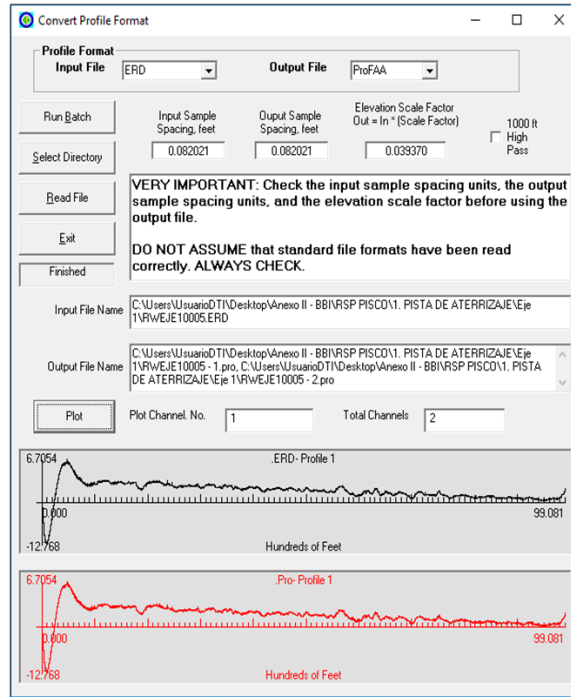 Convert Profile Format
Profile Format
Input File
ERD
Output File
ProFAA
Run Batch
Input Sample
Spacing, feet
0.082021
Ouput Sample
Spacing, feet
0.082021
Elevation Scale Factor
Out = In * (Scale Factor)
0.039370
1000 ft
High
Pass
Select Directory
Read File
Exit
Finished
VERY IMPORTANT: Check the input sample spacing units, the output
sample spacing units, and the elevation scale factor before using the
output file.
DO NOT ASSUME that standard file formats have been read
correctly. ALWAYS CHECK.
Input File Name
C:\Users\UsuarioDTI\Desktop\Anexo II - BBI\RSP PISCO\1. PISTA DE ATERRIZAJE\Eje
1\RWEJE10005.ERD
Output File Name
C:\Users\UsuarioDTI\Desktop\Anexo II - BBI\RSP PISCO\1. PISTA DE ATERRIZAJE\Eje
1\RWEJE10005 - 1.pro, C:\Users\UsuarioDTI\Desktop\Anexo II - BBI\RSP PISCO\1. PISTA
DE ATERRIZAJE\Eje 1\RWEJE10005 - 2.pro
Plot
Plot Channel. No.
1
Total Channels
2
6.7054
.ERD- Profile 1
0.000
99.081
-12.768
Hundreds of Feet
6.7054
.Pro- Profile 1
0.000
99.081
-12.768
Hundreds of Feet